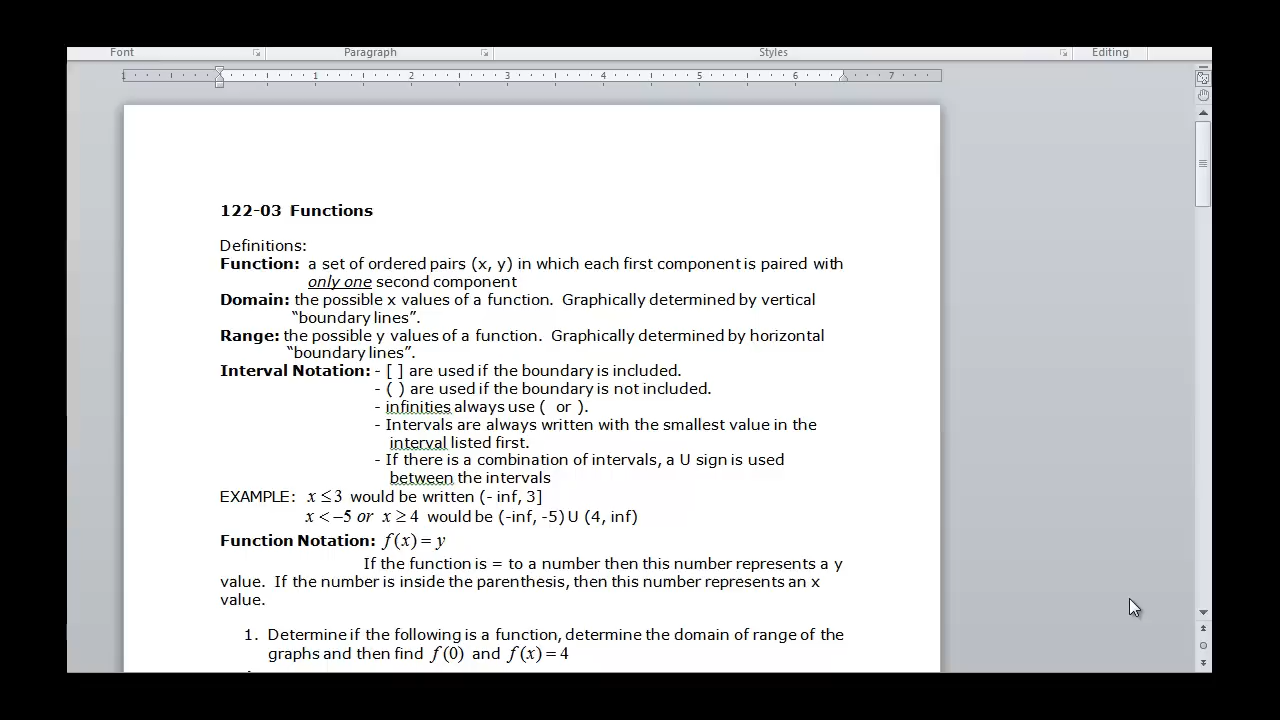 Font Paragraph Styles Editing
1 1 2 3 4 5 6 7
122-03 Functions
Definitions:
Function: a set of ordered pairs (x, y) in which each first component is paired with
only one second component
Domain: the possible x values of a function. Graphically determined by vertical
“boundary lines”.
Range: the possible y values of a function. Graphically determined by horizontal
“boundary lines”.
Interval Notation: - [ ] are used if the boundary is included.
- ( ) are used if the boundary is not included.
- infinities always use ( or ).
- Intervals are always written with the smallest value in the
interval listed first.
- If there is a combination of intervals, a U sign is used
between the intervals
EXAMPLE: x ≤ 3 would be written (- inf, 3]
x < −5 or x ≥ 4 would be (-inf, -5) U (4, inf)
Function Notation: f(x) = y
If the function is = to a number then this number represents a y
value. If the number is inside the parenthesis, then this number represents an x
value.
1. Determine if the following is a function, determine the domain of range of the
graphs and then find f(0) and f(x) = 4